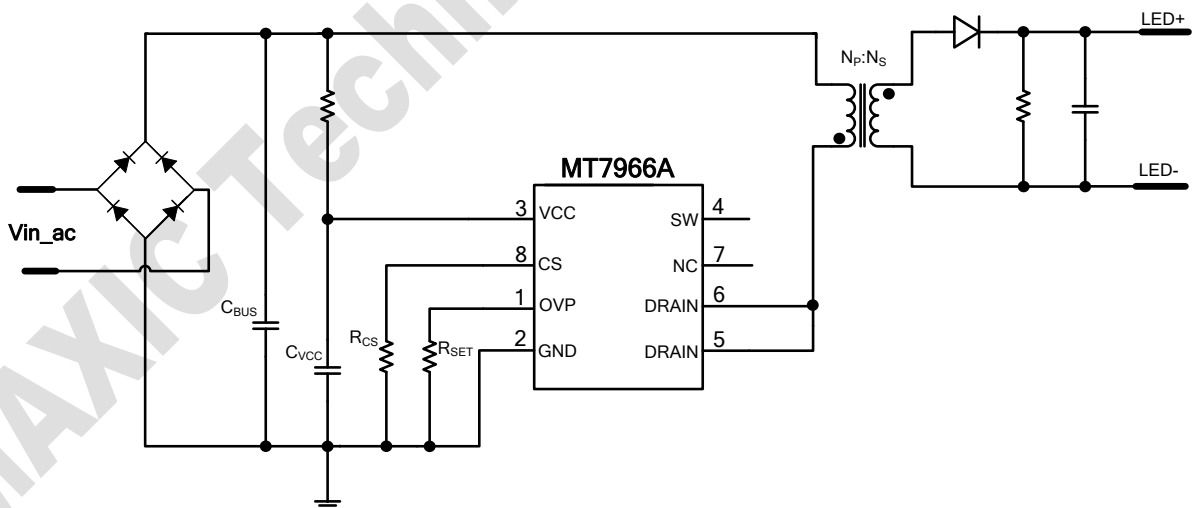 LED+
NP:NS
MT7966A
LED-
3 VCC SW 4
Vin_ac
8 CS NC 7
1 OVP DRAIN 6
CBUS
RCS RSET
2 GND DRAIN 5
CVCC
MAXIC Techn